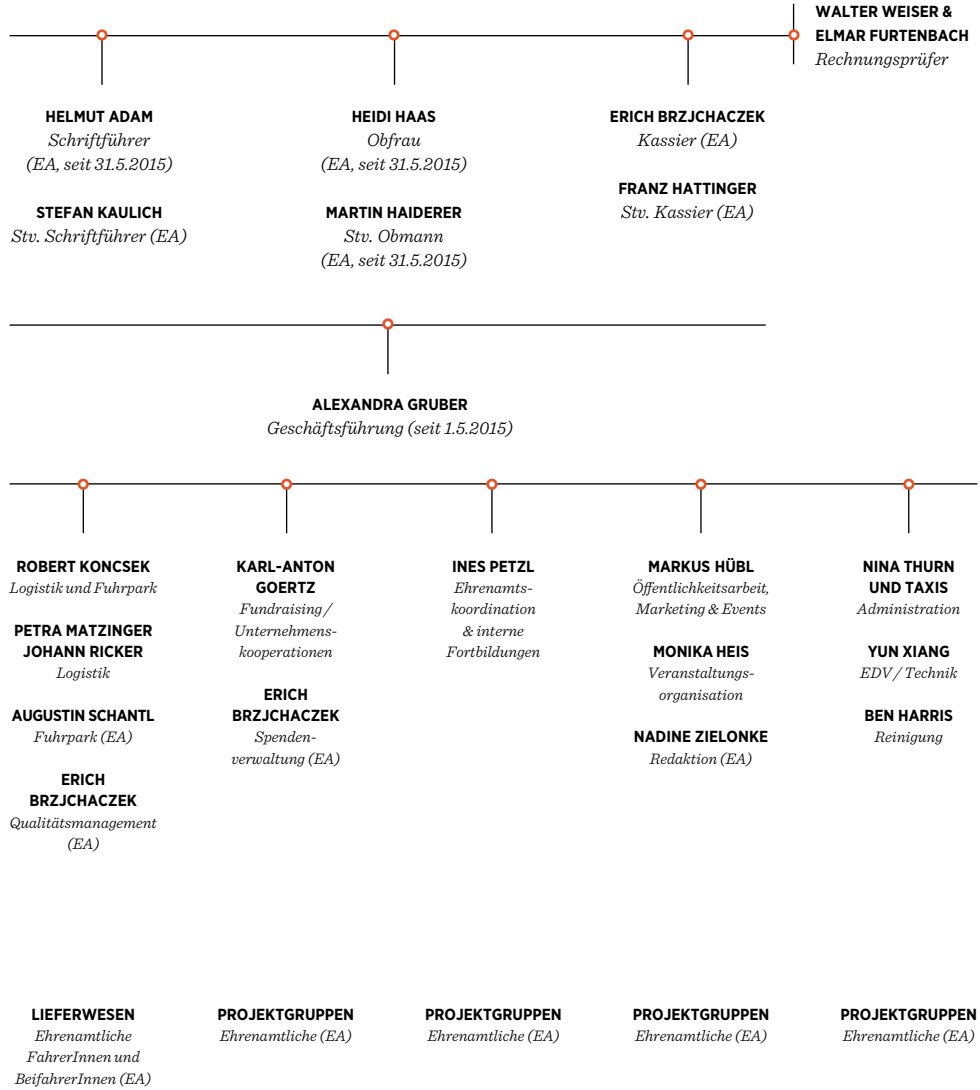 WALTER WEISER &
ELMAR FURTENBACH
Rechnungsprüfer
HELMUT ADAM
Schriftführer
(EA, seit 31.5.2015)
STEFAN KAULICH
Stv. Schriftführer (EA)
HEIDI HAAS
Obfrau
(EA, seit 31.5.2015)
MARTIN HAIDERER
Stv. Obmann
(EA, seit 31.5.2015)
ERICH BRZJCHACZEK
Kassier (EA)
FRANZ HATTINGER
Stv. Kassier (EA)
ALEXANDRA GRUBER
Geschäftsführung (seit 1.5.2015)
ROBERT KONCSEK
Logistik und Fuhrpark
PETRA MATZINGER
JOHANN RICKER
Logistik
AUGUSTIN SCHANTL
Fuhrpark (EA)
ERICH
BRZJCHACZEK
Qualitätsmanagement
(EA)
KARL-ANTON
GOERTZ
Fundraising/
Unternehmens-
kooperationen
ERICH
BRZJCHACZEK
Spenden-
verwaltung (EA)
INES PETZL
Ehrenamts-
koordination
& interne
Fortbildungen
MARKUS HÜBL
Öffentlichkeitsarbeit,
Marketing & Events
MONIKA HEIS
Veranstaltungs-
organisation
NADINE ZIELONKE
Redaktion (EA)
NINA THURN
UND TAXIS
Administration
YUN XIANG
EDV/ Technik
BEN HARRIS
Reinigung
LIEFERWESEN
Ehrenamtliche
FahrerInnen und
BeifahrerInnen (EA)
PROJEKTGRUPPEN
Ehrenamtliche (EA)
PROJEKTGRUPPEN
Ehrenamtliche (EA)
PROJEKTGRUPPEN
Ehrenamtliche (EA)
PROJEKTGRUPPEN
Ehrenamtliche (EA)